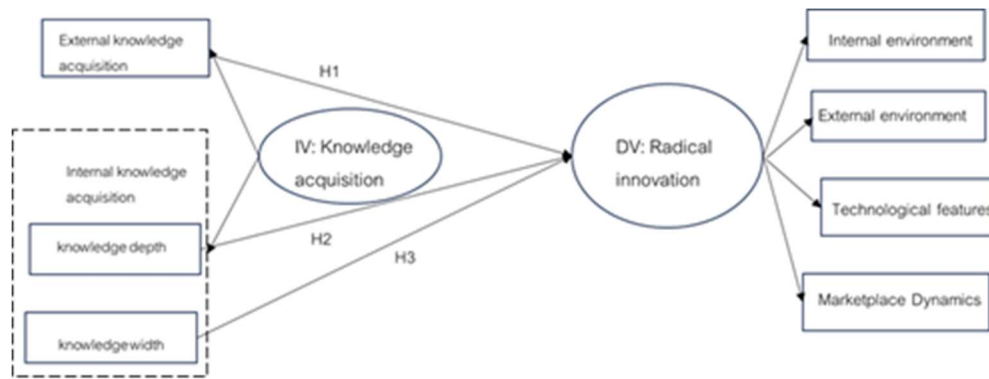 External knowledge
acquisition
H1
Internal knowledge
acquisition
knowledge depth
knowledge width
IV: Knowledge
acquisition
H2
H3
DV: Radical
innovation
Internal environment
External environment
Technological features
Marketplace Dynamics